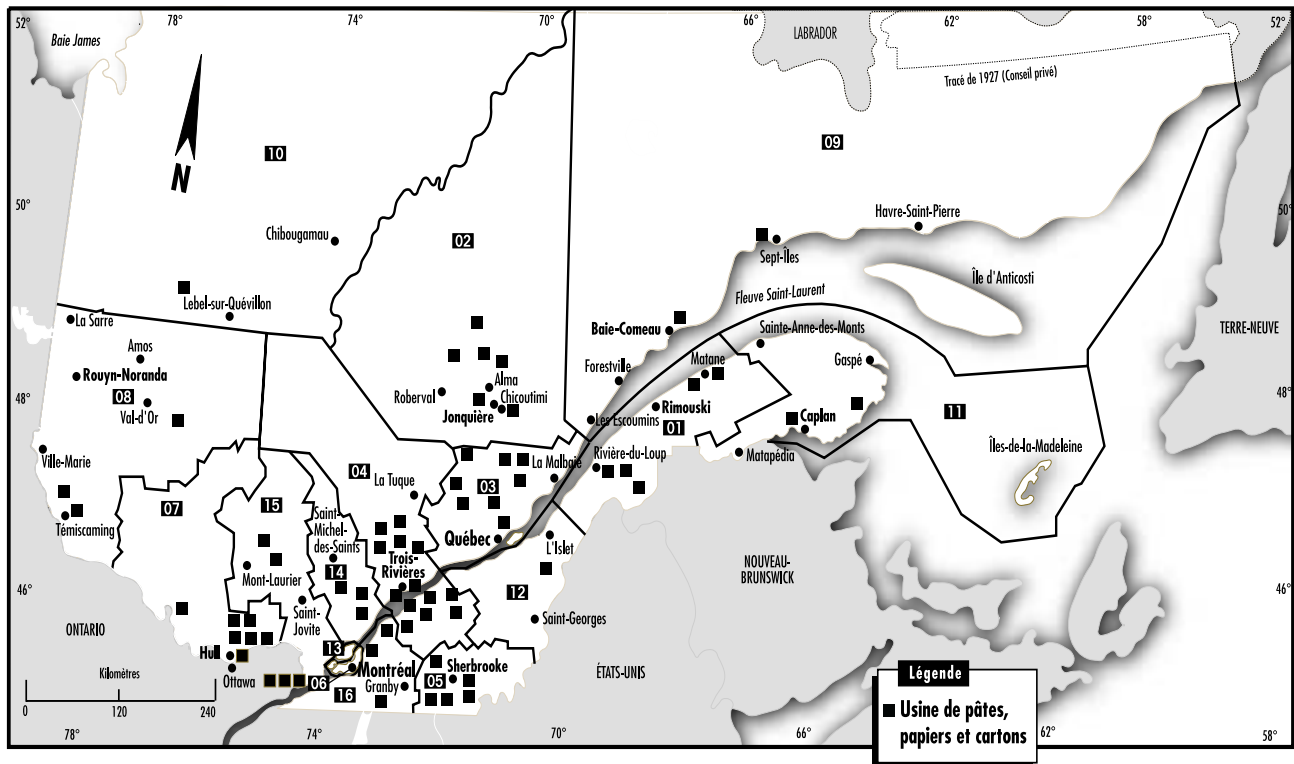 52°
78°
74°
70°
66°
62°
58°
52°
Baie James
LABRADOR
Tracé de 1927 (Conseil privé)
N
10
09
02
50°
50°
Chibougamau
Havre-Saint-Pierre
Sept-Îles
Île d'Anticosti
Lebel-sur-Quévillon
Fleuve Saint-Laurent
La Sarre
Baie-Comeau
Sainte-Anne-des-Monts
TERRE-NEUVE
Amos
Rouyn-Noranda
08
Val-d'Or
Matane
Gaspé
Forestville
Alma
Roberval
Chicoutimi
Jonquière
48°
48°
Rimouski
Les Escoumins
01
Caplan
11
Ville-Marie
Matapédia
Îles-de-la-Madeleine
Rivière-du-Loup
La Malbaie
04
03
La Tuque
07
15
Témiscaming
Saint-
Michel-
des-Saints
Québec
L'Islet
Trois-
Rivières
NOUVEAU-
BRUNSWICK
14
Mont-Laurier
46°
46°
12
Saint-
Jovite
Saint-Georges
ONTARIO
13
Hull
Montréal
Sherbrooke
Ottawa
06
16
Granby
05
ÉTATS-UNIS
Kilomètres
0
120
240
Légende
Usine de pâtes,
papiers et cartons
78°
74°
70°
66°
62°
58°